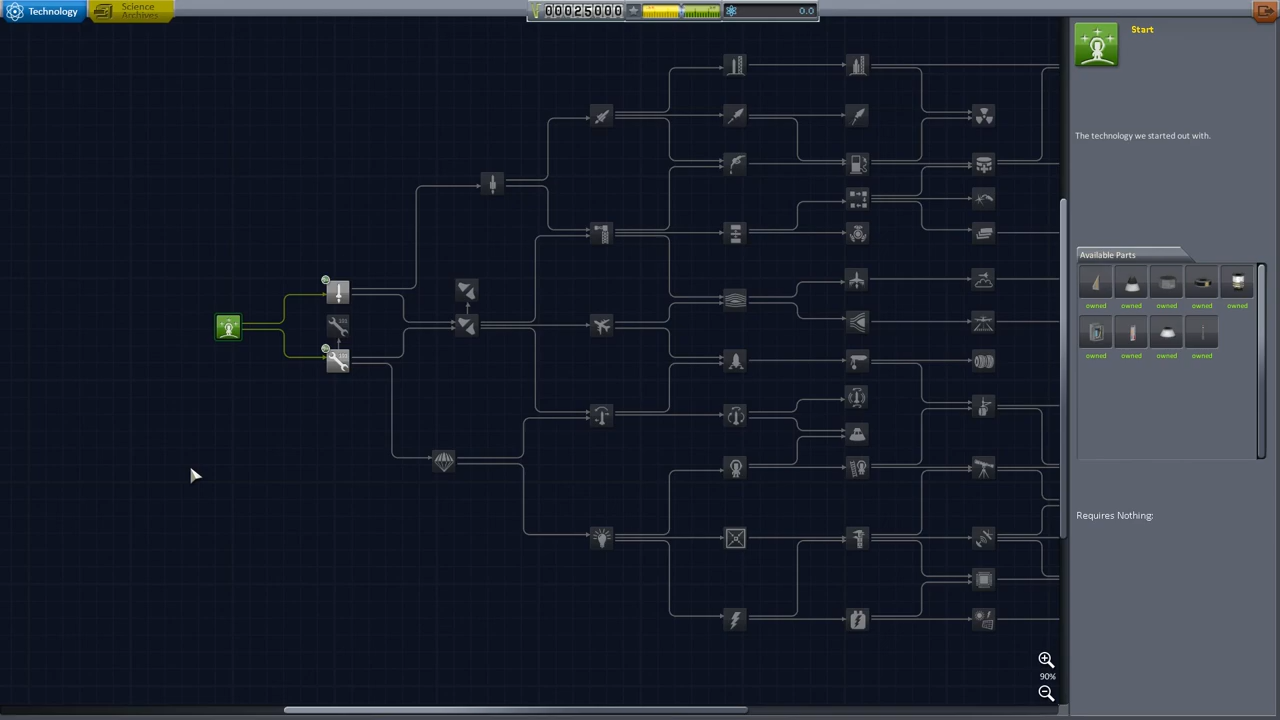 Technology
Science
Archives
00025000
0.0
Start
The technology we started out with.
Available Parts
owned owned owned owned owned
owned owned owned owned
Requires Nothing:
90%